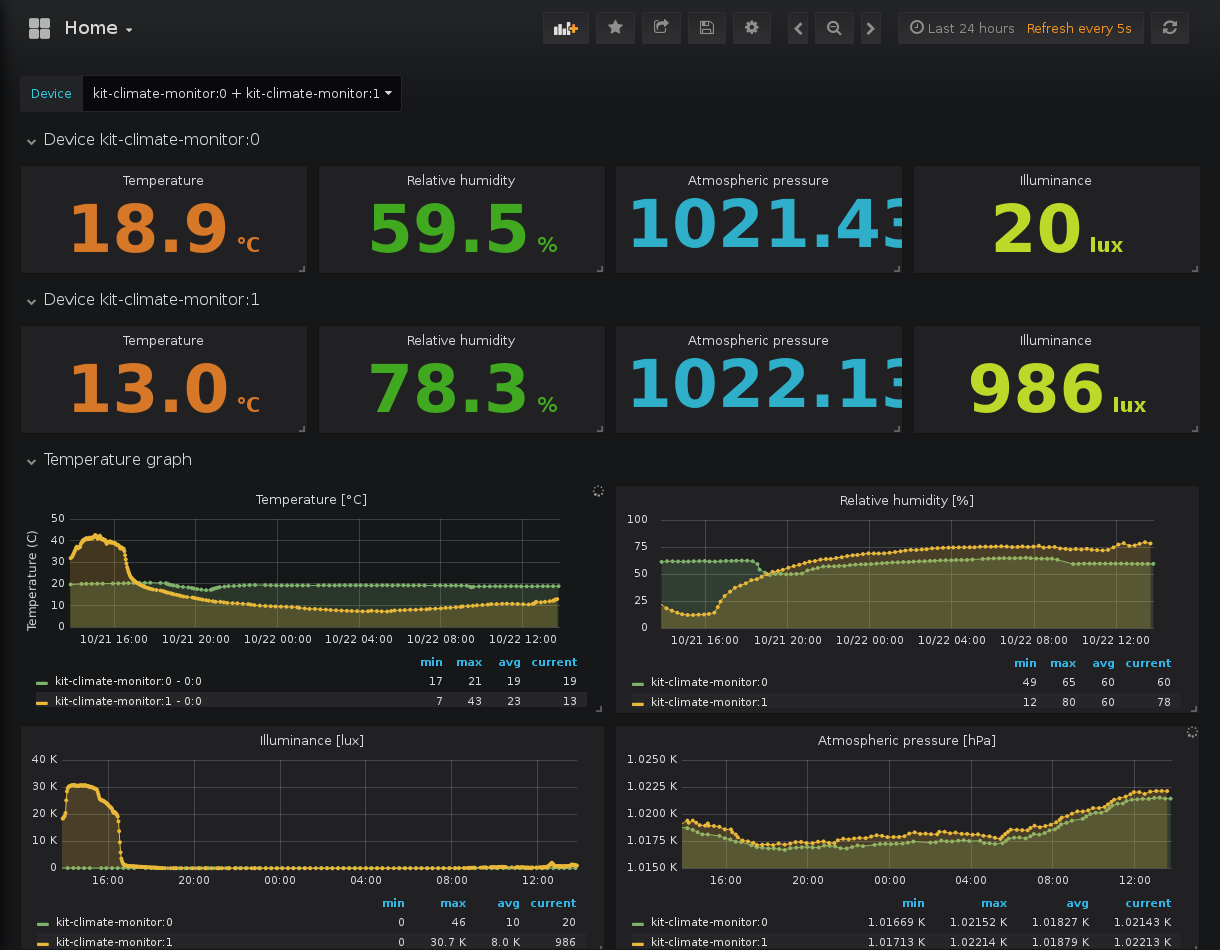 Home
Last 24 hours Refresh every 5s
Device kit-climate-monitor:0 + kit-climate-monitor:1
Device kit-climate-monitor:0
Temperature Relative humidity Atmospheric pressure Illuminance
18.9 °C 59.5 % 1021.43 20 lux
Device kit-climate-monitor:1
Temperature Relative humidity Atmospheric pressure Illuminance
13.0 °C 78.3 % 1022.13 986 lux
Temperature graph
Temperature [°C]
Temperature (C)
50
40
30
20
10
0
10/21 16:00 10/21 20:00 10/22 00:00 10/22 04:00 10/22 08:00 10/22 12:00
min max avg current
kit-climate-monitor:0 - 0:0 17 21 19 19
kit-climate-monitor:1 - 0:0 7 43 23 13
Relative humidity [%]
100
75
50
25
0
10/21 16:00 10/21 20:00 10/22 00:00 10/22 04:00 10/22 08:00 10/22 12:00
min max avg current
kit-climate-monitor:0 49 65 60 60
kit-climate-monitor:1 12 80 60 78
Illuminance [lux]
40 K
30 K
20 K
10 K
0
16:00 20:00 00:00 04:00 08:00 12:00
min max avg current
kit-climate-monitor:0 0 46 10 20
kit-climate-monitor:1 0 30.7 K 8.0 K 986
Atmospheric pressure [hPa]
1.0250 K
1.0225 K
1.0200 K
1.0175 K
1.0150 K
16:00 20:00 00:00 04:00 08:00 12:00
min max avg current
kit-climate-monitor:0 1.01669 K 1.02152 K 1.01827 K 1.02143 K
kit-climate-monitor:1 1.01713 K 1.02214 K 1.01879 K 1.02213 K